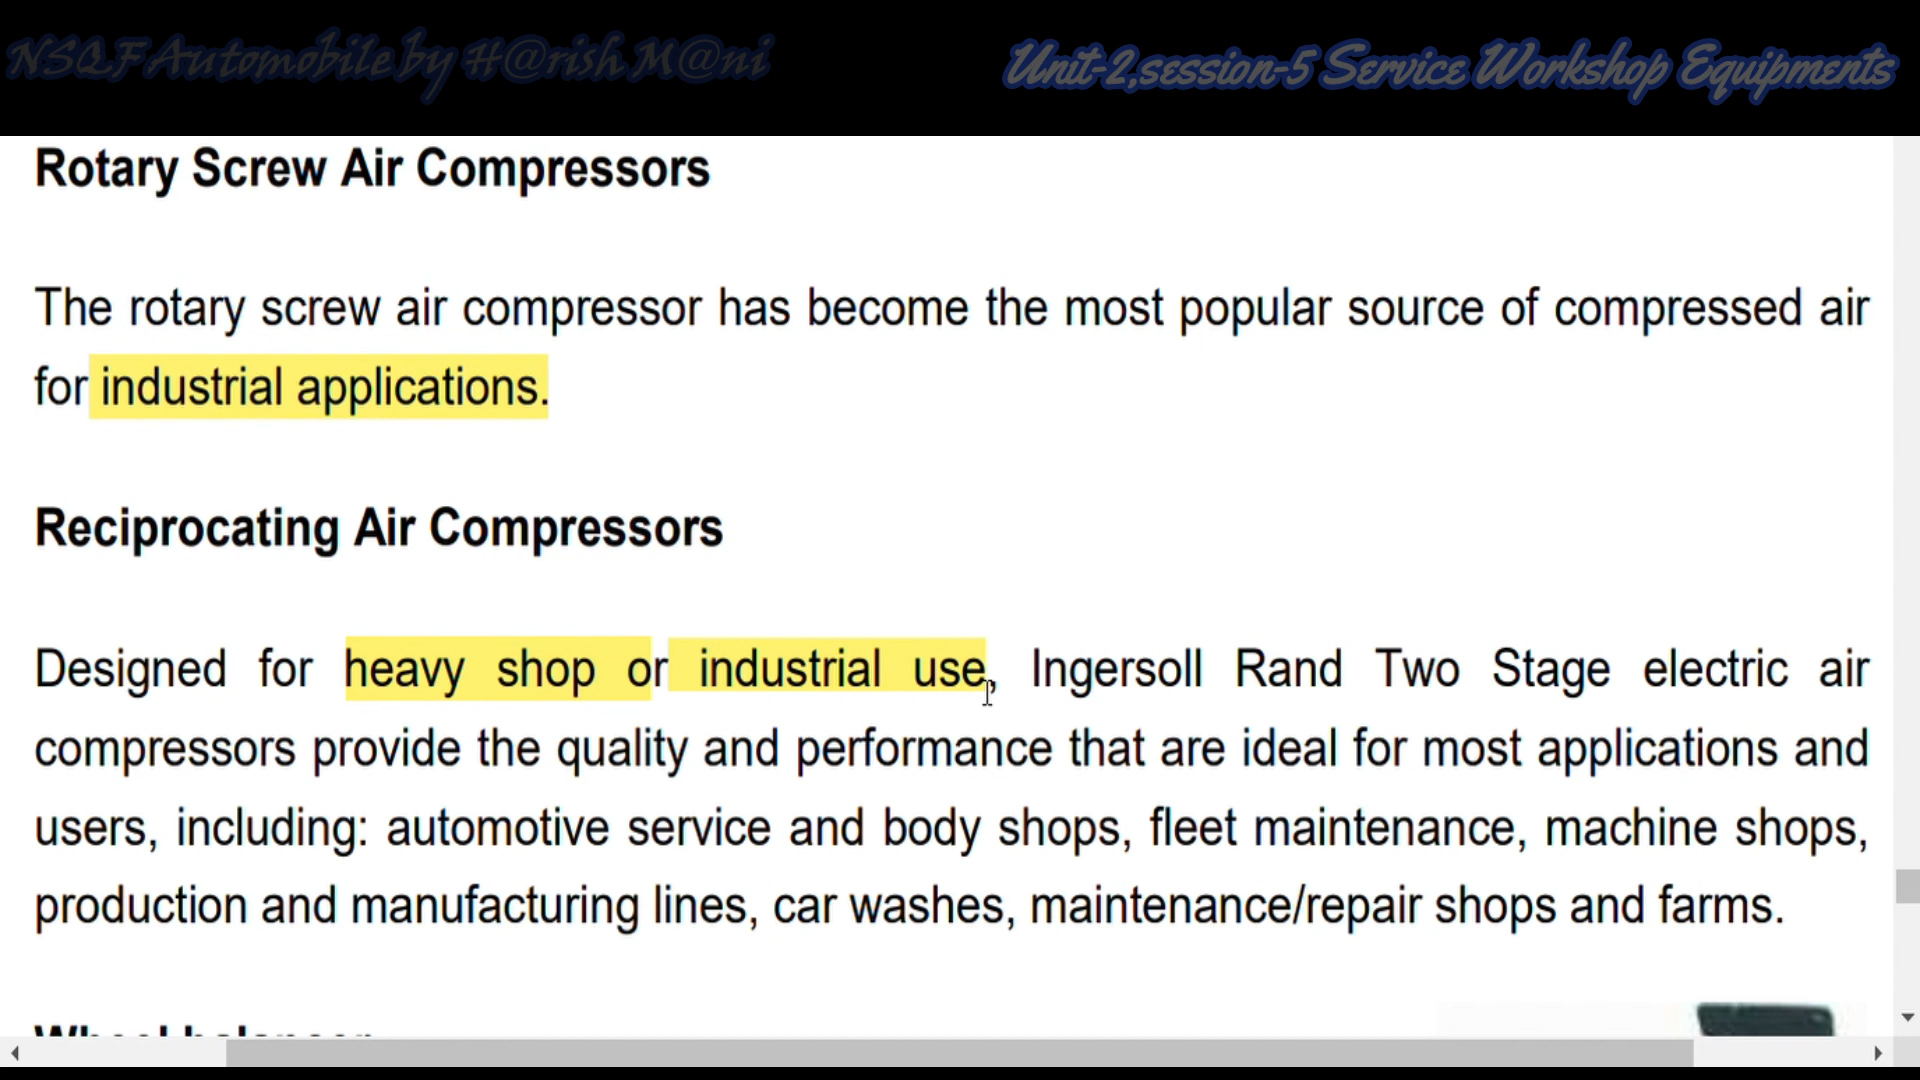 NSQF Automobile by H@rish M@ni
Unit-2,session-5 Service Workshop Equipments
Rotary Screw Air Compressors
The rotary screw air compressor has become the most popular source of compressed air
for industrial applications.
Reciprocating Air Compressors
Designed for heavy shop or industrial use, Ingersoll Rand Two Stage electric air
compressors provide the quality and performance that are ideal for most applications and
users, including: automotive service and body shops, fleet maintenance, machine shops,
production and manufacturing lines, car washes, maintenance/repair shops and farms.
Wheel balancer